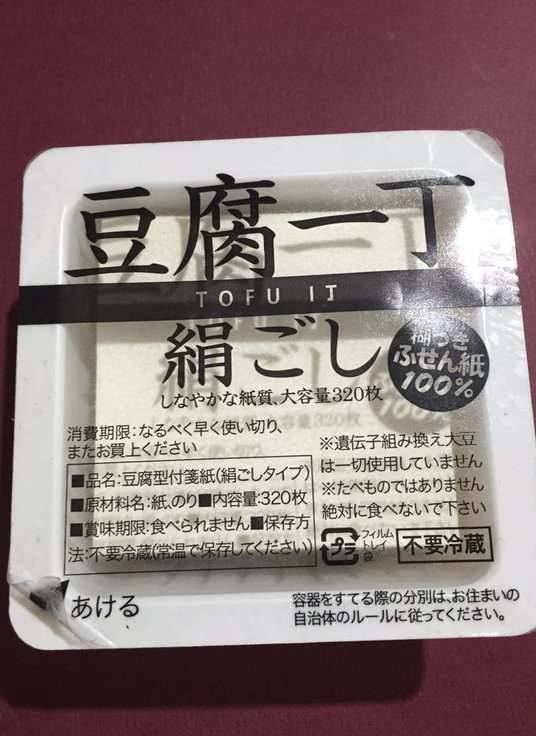 豆腐一丁
TOFU IJ
絹ごし
しなやかな紙質、大容量320枚
糊つき
ふせん紙
100%
消費期限：なるべく早く使い切り、
またお買上ください
■品名：豆腐型付箋紙(絹ごしタイプ)
■原材料名：紙、のり■内容量：320枚
■賞味期限：食べられません■保存方
法：不要冷蔵(常温で保存してください)
※遺伝子組み換え大豆
は一切使用していません
※たべものではありません
絶対に食べないで下さい
プラ
フィルム
トレイ
袋
不要冷蔵
あける
容器をすてる際の分別は、お住まいの
自治体のルールに従ってください。